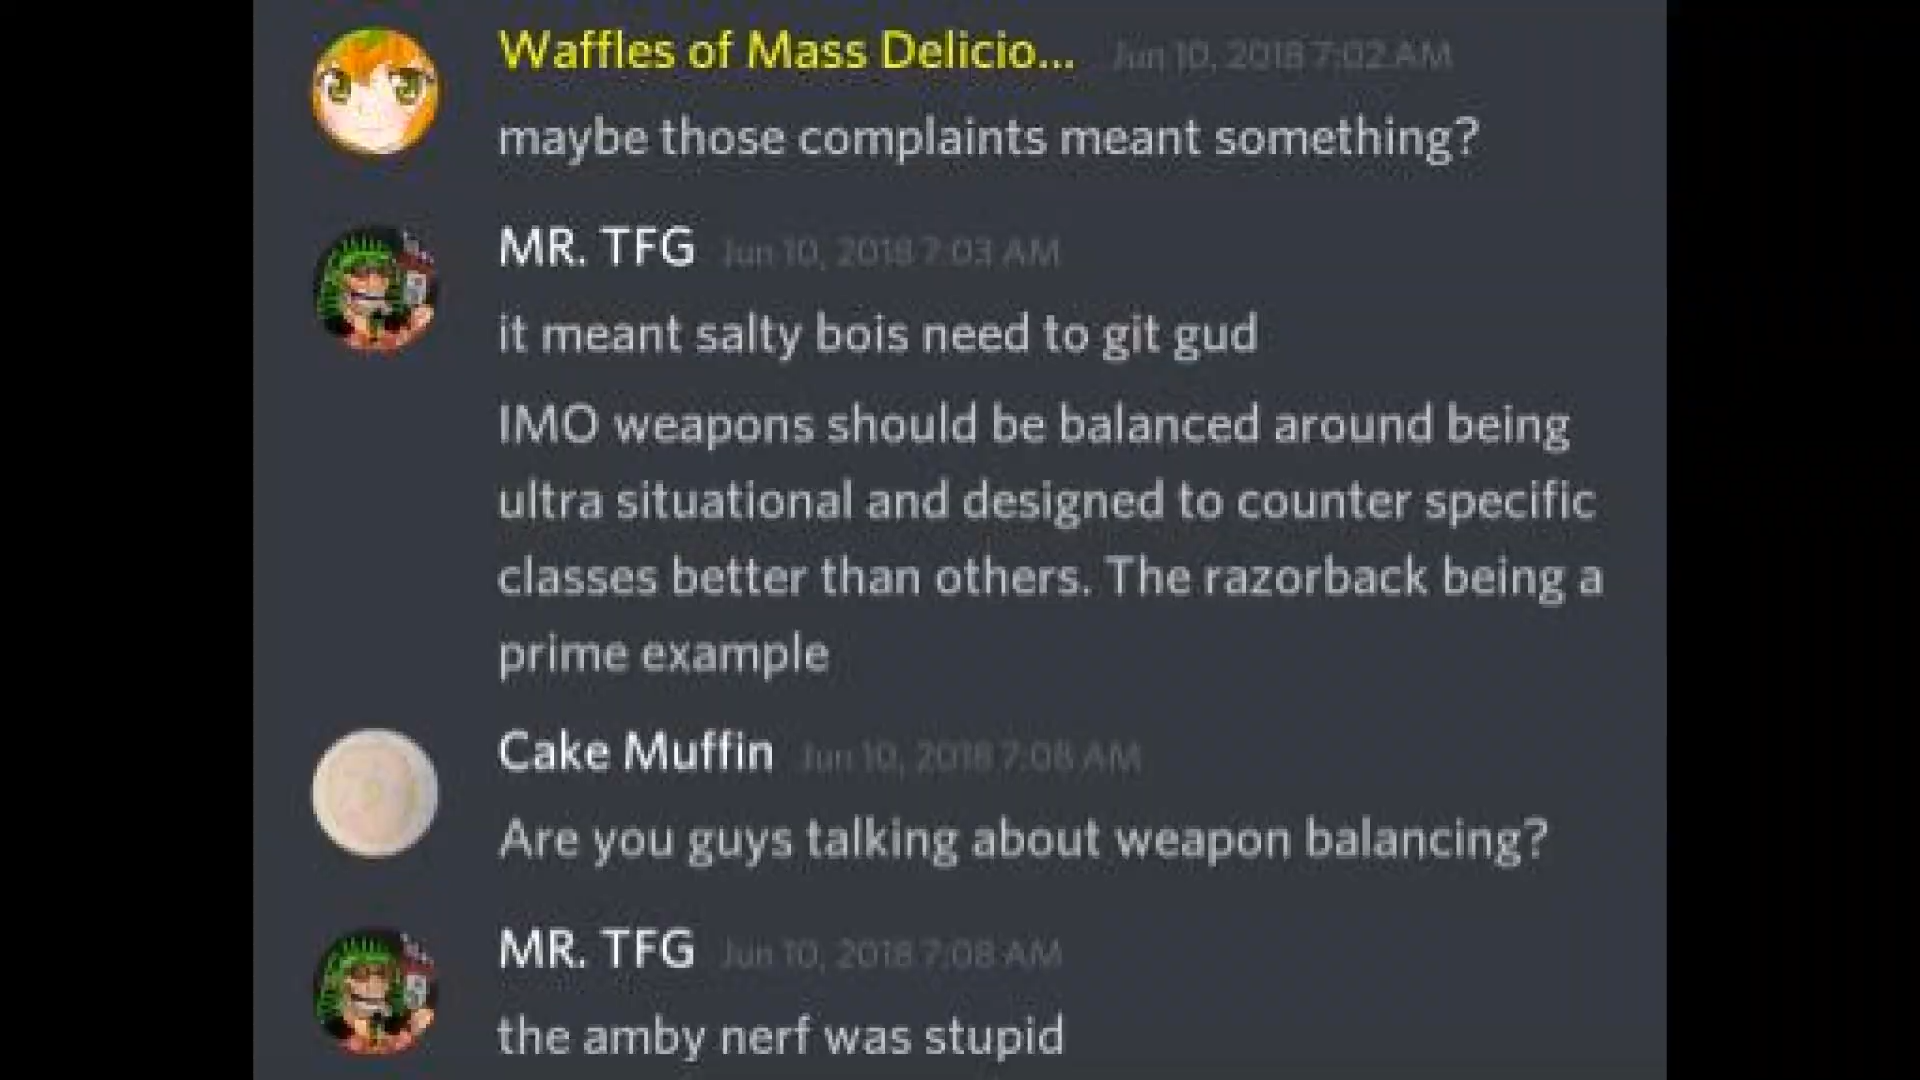 Waffles of Mass Delicio... Jun 10, 2018 7:02 AM
maybe those complaints meant something?
MR. TFG Jun 10, 2018 7:03 AM
it meant salty bois need to git gud
IMO weapons should be balanced around being
ultra situational and designed to counter specific
classes better than others. The razorback being a
prime example
Cake Muffin Jun 10, 2018 7:08 AM
Are you guys talking about weapon balancing?
MR. TFG Jun 10, 2018 7:08 AM
the amby nerf was stupid